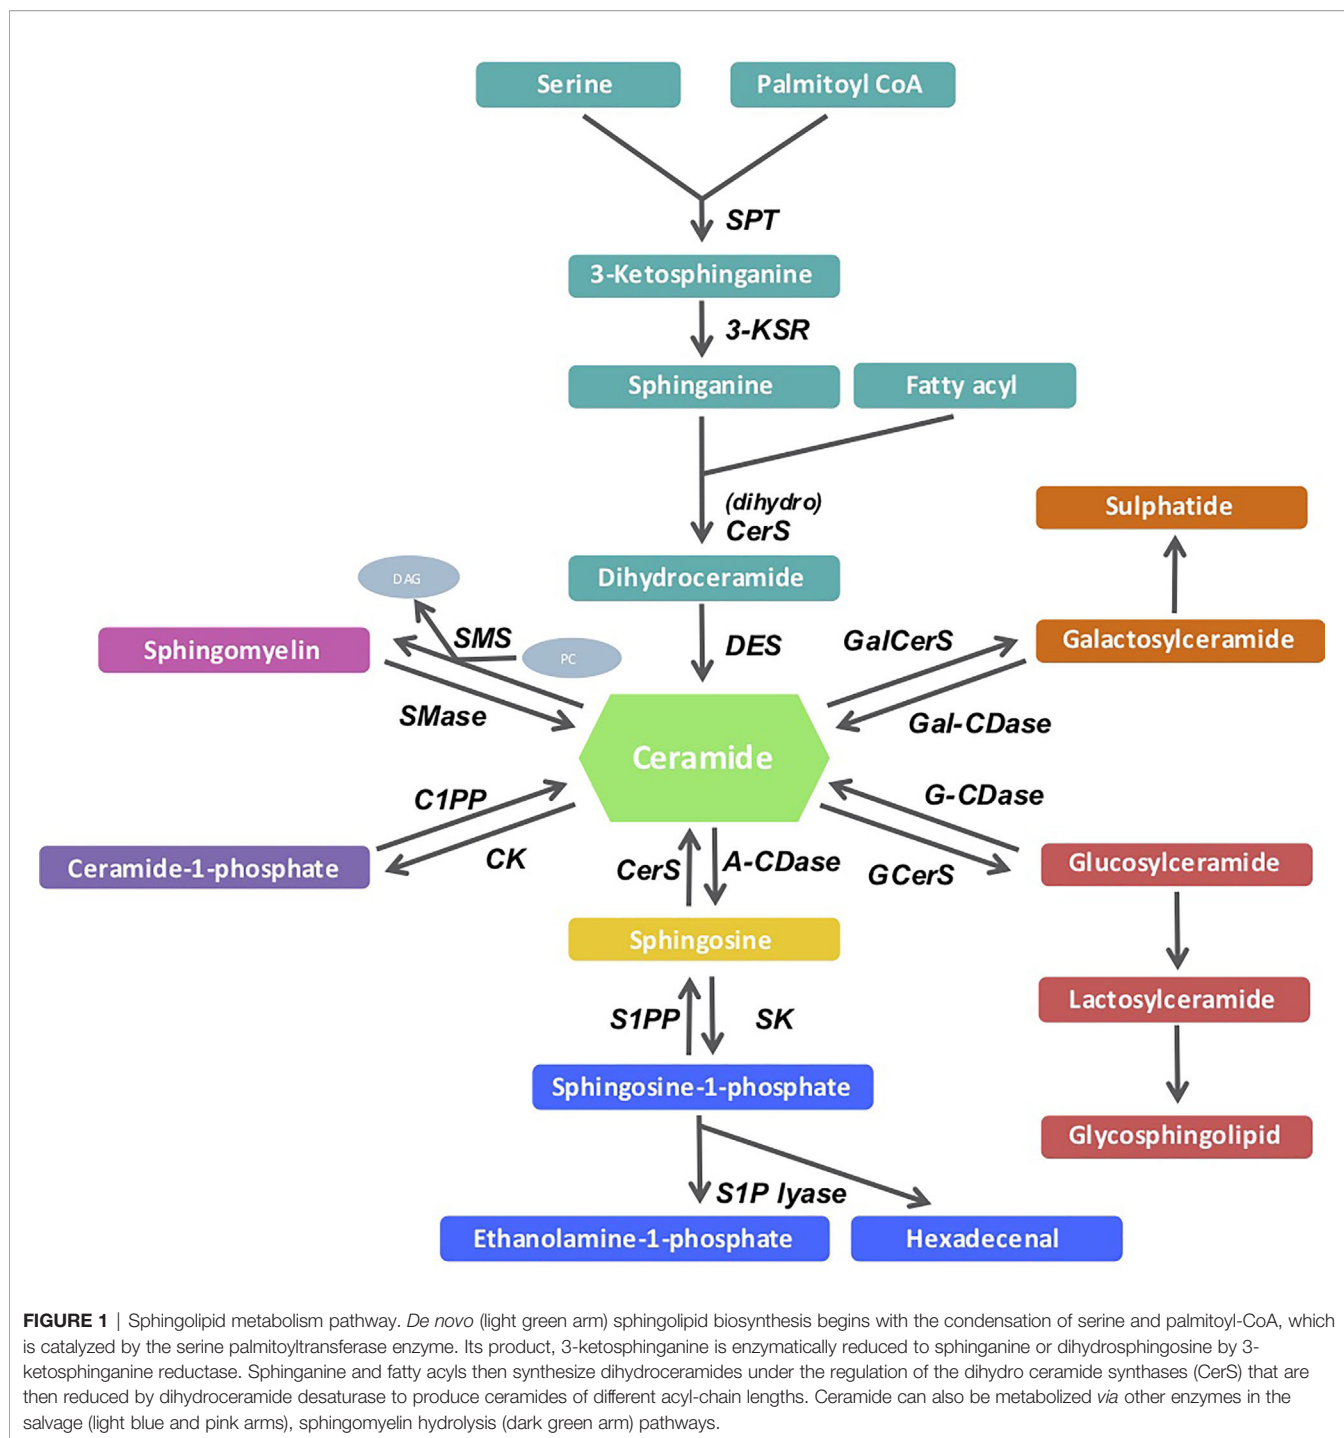 Serine
Palmitoyl CoA
SPT
3-Ketosphinganine
3-KSR
Sphinganine
Fatty acyl
(dihydro)
CerS
Sulphatide
Dihydroceramide
DAG
SMS
PC
DES
GalCerS
Sphingomyelin
Galactosylceramide
SMase
Gal-CDase
Ceramide
C1PP
G-CDase
Ceramide-1-phosphate
CK
CerS
A-CDase
GCerS
Glucosylceramide
Sphingosine
Lactosylceramide
S1PP
SK
Sphingosine-1-phosphate
Glycosphingolipid
S1P lyase
Ethanolamine-1-phosphate
Hexadecenal
FIGURE 1 | Sphingolipid metabolism pathway. De novo (light green arm) sphingolipid biosynthesis begins with the condensation of serine and palmitoyl-CoA, which
is catalyzed by the serine palmitoyltransferase enzyme. Its product, 3-ketosphinganine is enzymatically reduced to sphinganine or dihydrosphingosine by 3-
ketosphinganine reductase. Sphinganine and fatty acyls then synthesize dihydroceramides under the regulation of the dihydro ceramide synthases (CerS) that are
then reduced by dihydroceramide desaturase to produce ceramides of different acyl-chain lengths. Ceramide can also be metabolized via other enzymes in the
salvage (light blue and pink arms), sphingomyelin hydrolysis (dark green arm) pathways.